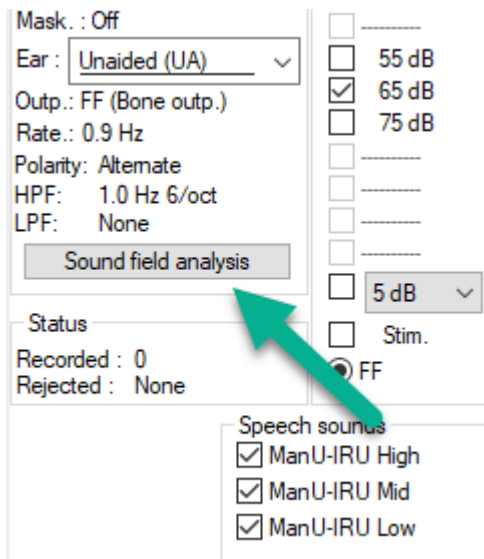 Mask. : Off
Ear : Unaided (UA)
Outp.: FF (Bone outp.)
Rate.: 0.9 Hz
Polarity: Alternate
HPF: 1.0 Hz 6/oct
LPF: None
Sound field analysis
Status
Recorded : 0
Rejected : None
----------
55 dB
65 dB
75 dB
----------
----------
----------
----------
5 dB
Stim.
FF
Speech sounds
ManU-IRU High
ManU-IRU Mid
ManU-IRU Low